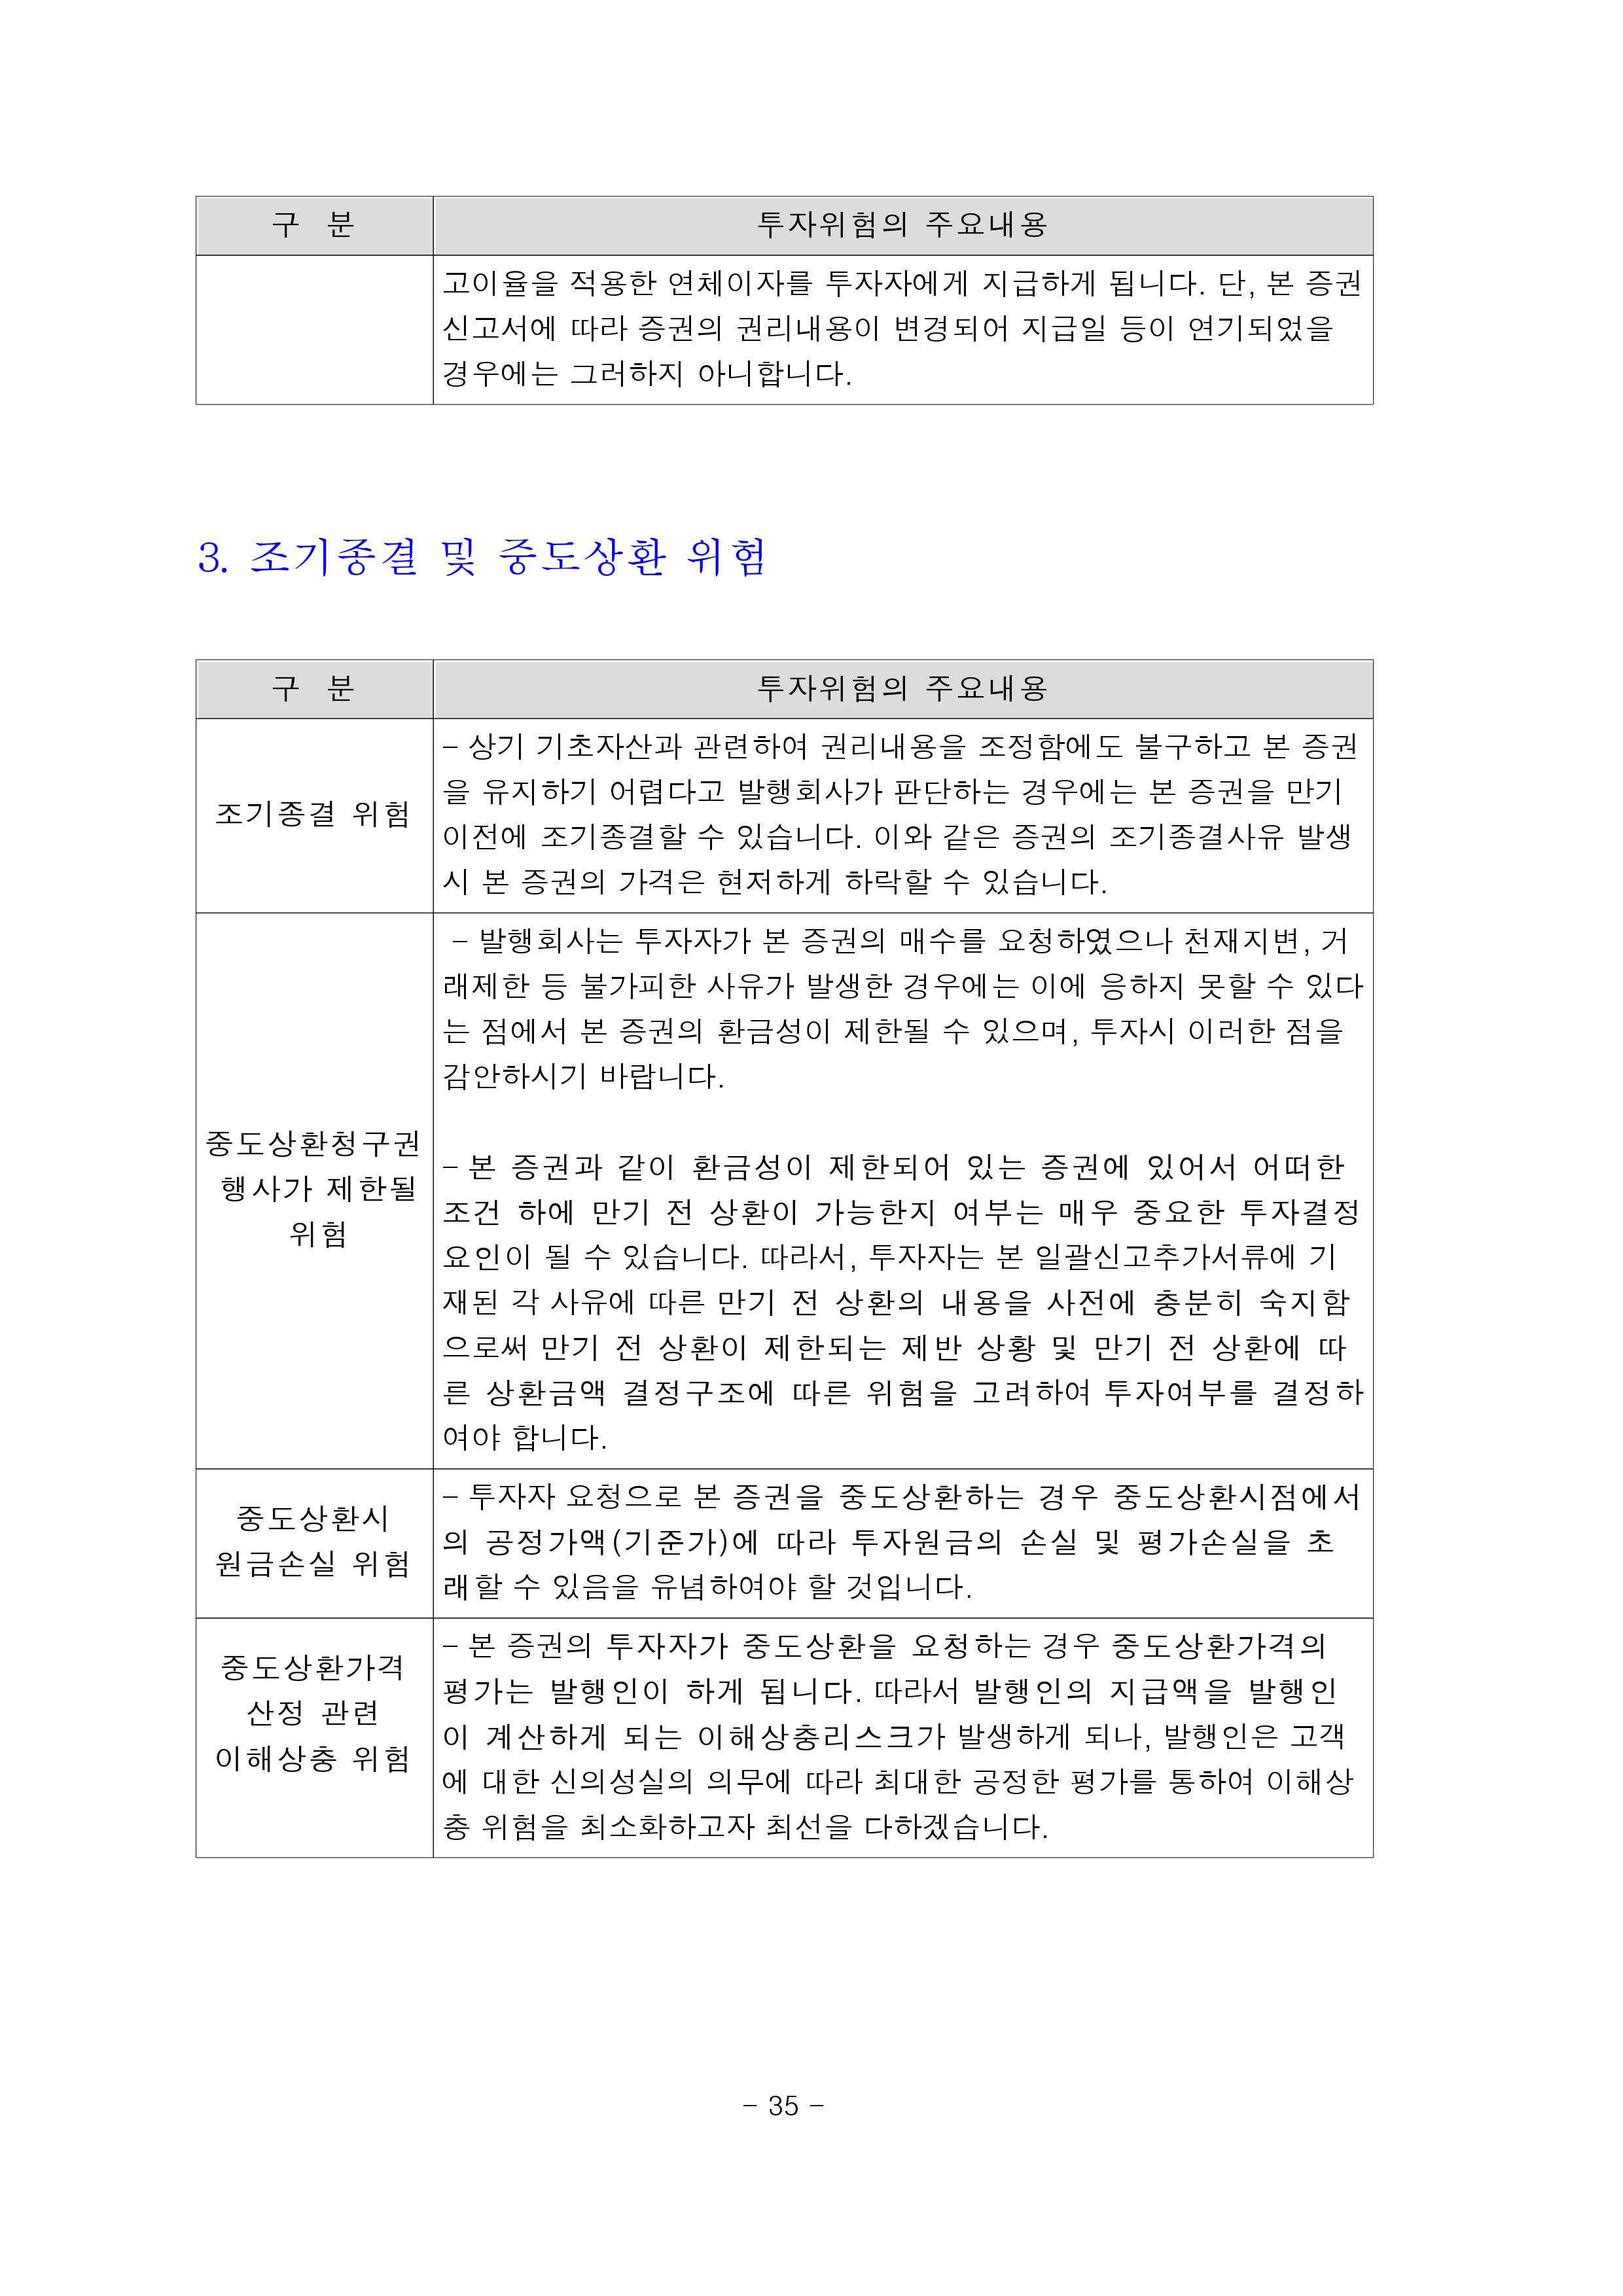 구 분 투자위험의 주요내용
고이율을 적용한 연체이자를 투자자에게 지급하게 됩니다. 단, 본 증권
신고서에 따라 증권의 권리내용이 변경되어 지급일 등이 연기되었을
경우에는 그러하지 아니합니다.
3. 조기종결 및 중도상환 위험
구 분 투자위험의 주요내용
조기종결 위험
- 상기 기초자산과 관련하여 권리내용을 조정함에도 불구하고 본 증권
을 유지하기 어렵다고 발행회사가 판단하는 경우에는 본 증권을 만기
이전에 조기종결할 수 있습니다. 이와 같은 증권의 조기종결사유 발생
시 본 증권의 가격은 현저하게 하락할 수 있습니다.
중도상환청구권
행사가 제한될
위험
- 발행회사는 투자자가 본 증권의 매수를 요청하였으나 천재지변, 거
래제한 등 불가피한 사유가 발생한 경우에는 이에 응하지 못할 수 있다
는 점에서 본 증권의 환금성이 제한될 수 있으며, 투자시 이러한 점을
감안하시기 바랍니다.
- 본 증권과 같이 환금성이 제한되어 있는 증권에 있어서 어떠한
조건 하에 만기 전 상환이 가능한지 여부는 매우 중요한 투자결정
요인이 될 수 있습니다. 따라서, 투자자는 본 일괄신고추가서류에 기
재된 각 사유에 따른 만기 전 상환의 내용을 사전에 충분히 숙지함
으로써 만기 전 상환이 제한되는 제반 상황 및 만기 전 상환에 따
른 상환금액 결정구조에 따른 위험을 고려하여 투자여부를 결정하
여야 합니다.
중도상환시
원금손실 위험
- 투자자 요청으로 본 증권을 중도상환하는 경우 중도상환시점에서
의 공정가액(기준가)에 따라 투자원금의 손실 및 평가손실을 초
래할 수 있음을 유념하여야 할 것입니다.
중도상환가격
산정 관련
이해상충 위험
- 본 증권의 투자자가 중도상환을 요청하는 경우 중도상환가격의
평가는 발행인이 하게 됩니다. 따라서 발행인의 지급액을 발행인
이 계산하게 되는 이해상충리스크가 발생하게 되나, 발행인은 고객
에 대한 신의성실의 의무에 따라 최대한 공정한 평가를 통하여 이해상
충 위험을 최소화하고자 최선을 다하겠습니다.
- 35 -